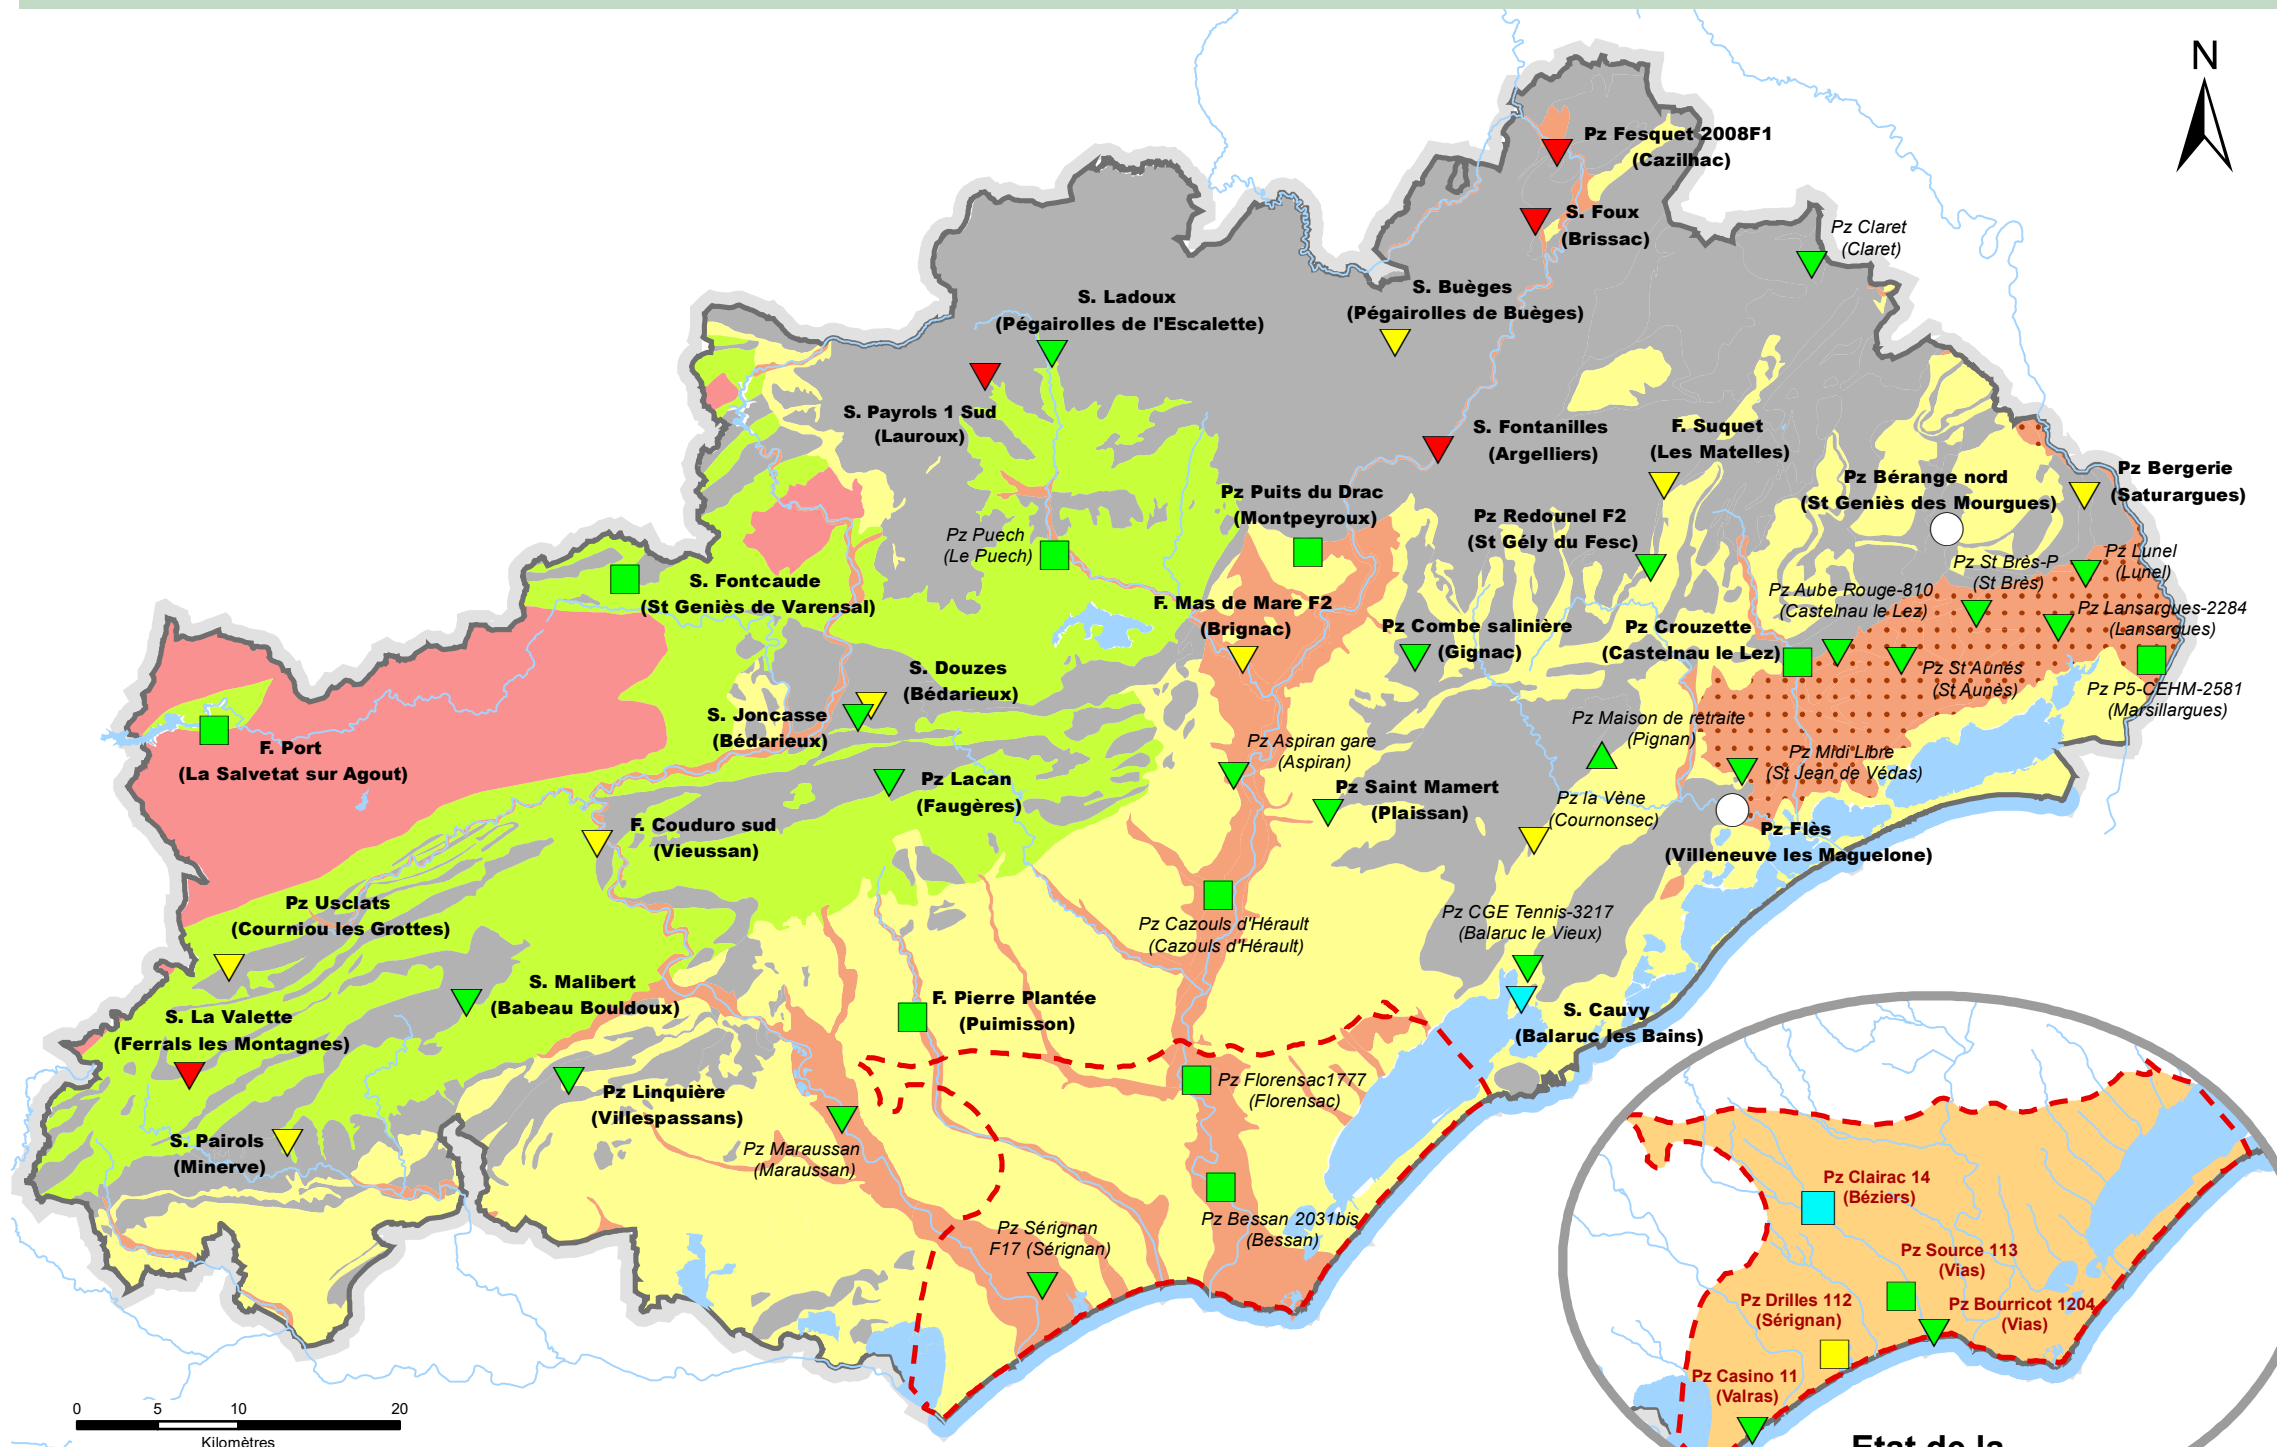 N
Pz Fesquet 2008F1
(Cazilhac)
S. Foux
(Brissac)
Pz Claret
(Claret)
S. Ladoux
(Pégairolles de l'Escalette)
S. Buèges
(Pégairolles de Buèges)
S. Payrols 1 Sud
(Lauroux)
S. Fontanilles
(Argelliers)
F. Suquet
(Les Matelles)
Pz Bérange nord
(St Geniès des Mourgues)
Pz Bergerie
(Saturargues)
Pz Puits du Drac
(Montpeyroux)
Pz Redounel F2
(St Gély du Fesc)
Pz Puech
(Le Puech)
Pz St Brès-P
(St Brès)
Pz Lunel
(Lunel)
S. Fontcaude
(St Geniès de Varensal)
F. Mas de Mare F2
(Brignac)
Pz Aube Rouge-810
(Castelnau le Lez)
Pz Lansargues-2284
(Lansargues)
Pz Combe salinière
(Gignac)
Pz Crouzette
(Castelnau le Lez)
S. Douzes
(Bédarieux)
Pz St Aunés
(St Aunès)
Pz P5-CEHM-2581
(Marsillargues)
S. Joncasse
(Bédarieux)
Pz Maison de retraite
(Pignan)
F. Port
(La Salvetat sur Agout)
Pz Aspiran gare
(Aspiran)
Pz Midi Libre
(St Jean de Védas)
Pz Lacan
(Faugères)
Pz Saint Mamert
(Plaissan)
Pz la Vène
(Cournonsec)
F. Couduro sud
(Vieussan)
Pz Flès
(Villeneuve les Maguelone)
Pz Usclats
(Courniou les Grottes)
Pz Cazouls d'Hérault
(Cazouls d'Hérault)
Pz CGE Tennis-3217
(Balaruc le Vieux)
S. Malibert
(Babeau Bouldoux)
F. Pierre Plantée
(Puimisson)
S. Cauvy
(Balaruc les Bains)
S. La Valette
(Ferrals les Montagnes)
Pz Linquière
(Villespassans)
Pz Florensac1777
(Florensac)
S. Pairols
(Minerve)
Pz Maraussan
(Maraussan)
Pz Sérignan
F17 (Sérignan)
Pz Bessan 2031bis
(Bessan)
Pz Clairac 14
(Béziers)
Pz Source 113
(Vias)
Pz Drilles 112
(Sérignan)
Pz Bourricot 1204
(Vias)
Pz Casino 11
(Valras)
0 5 10 20
Kilomètres
Etat de la